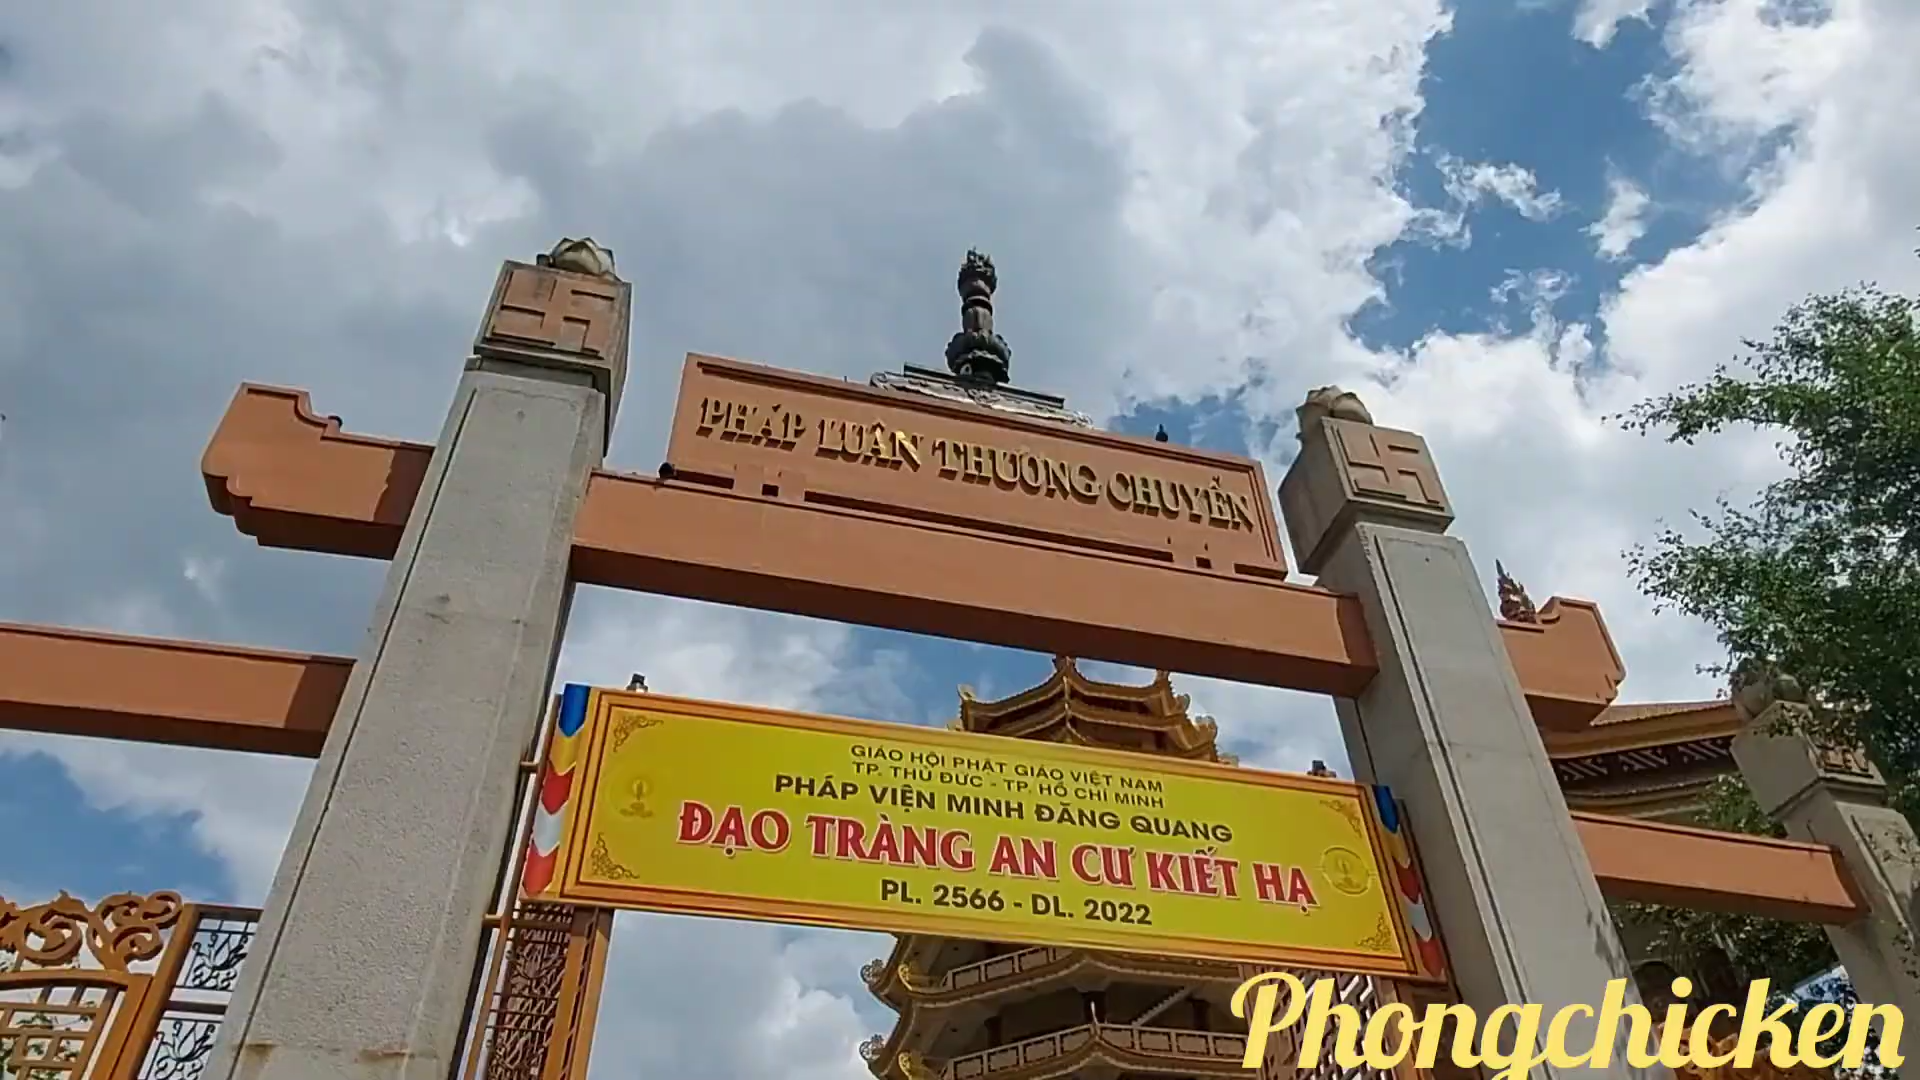 PHÁP LUÂN THƯỜNG CHUYỂN
GIÁO HỘI PHẬT GIÁO VIỆT NAM
TP. THỦ ĐỨC - TP. HỒ CHÍ MINH
PHÁP VIỆN MINH ĐĂNG QUANG
ĐẠO TRÀNG AN CƯ KIẾT HẠ
PL. 2566 - DL. 2022
Phongchicken